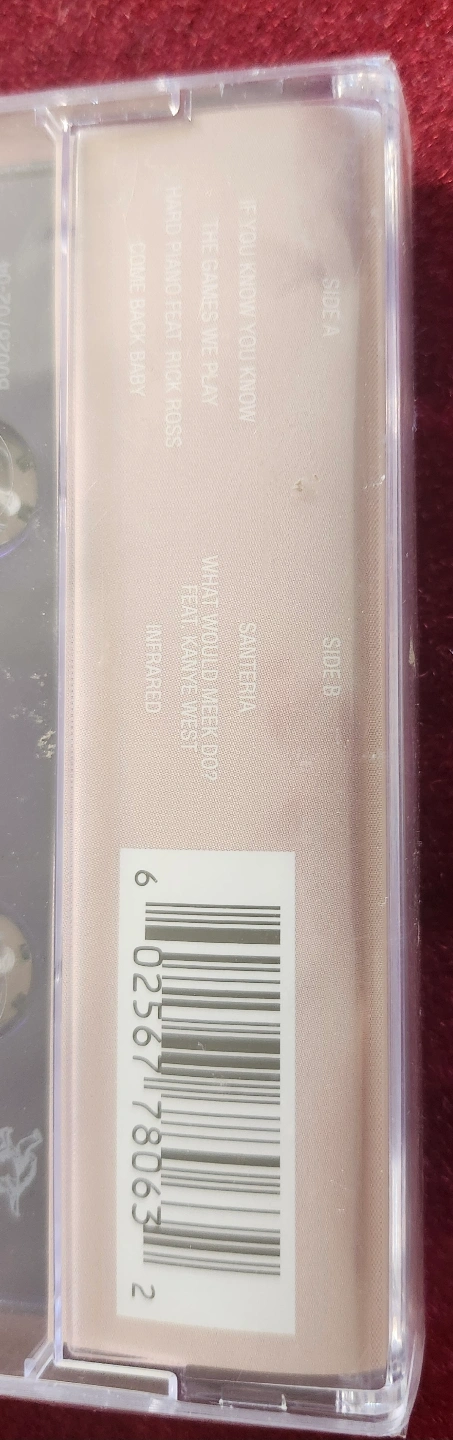 SIDE A
IF YOU KNOW YOU KNOW
THE GAMES WE PLAY
HARD PIANO FEAT. RICK ROSS
COME BACK BABY
SIDE B
SANTERIA
WHAT WOULD MEEK DO?
FEAT. KANYE WEST
INFRARED
6 02567 78063 2